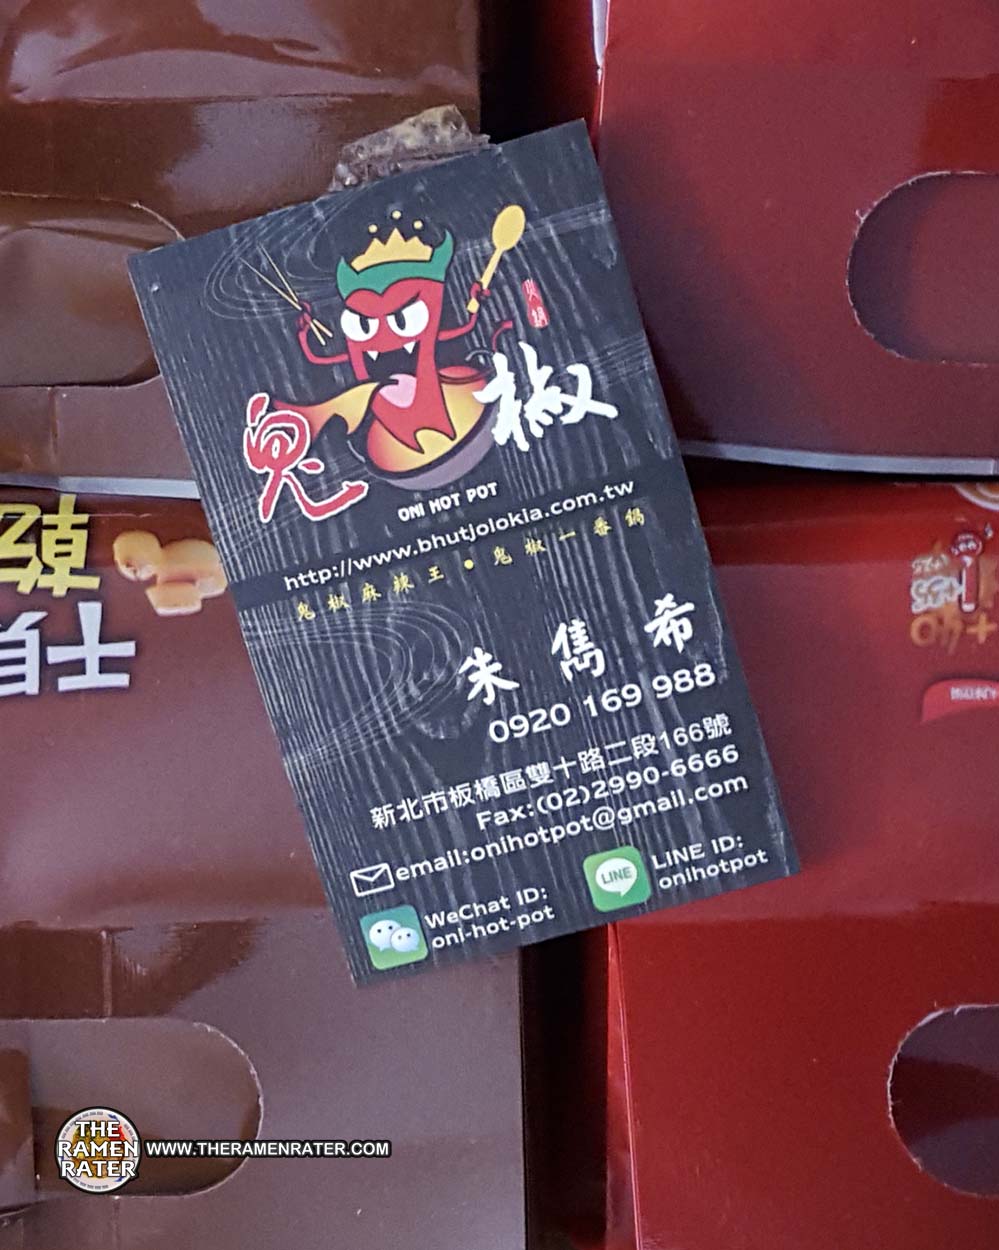 火鍋
鬼椒
ONI HOT POT
http://www.bhutjolokia.com.tw
鬼椒麻辣王●鬼椒一番鍋
朱雋希
0920 169 988
新北市板橋區雙十路二段166號
Fax:(02)2990-6666
email:onihotpot@gmail.com
WeChat ID:
oni-hot-pot
LINE
LINE ID:
onihotpot
THE
RAMEN
RATER
WWW.THERAMENRATER.COM